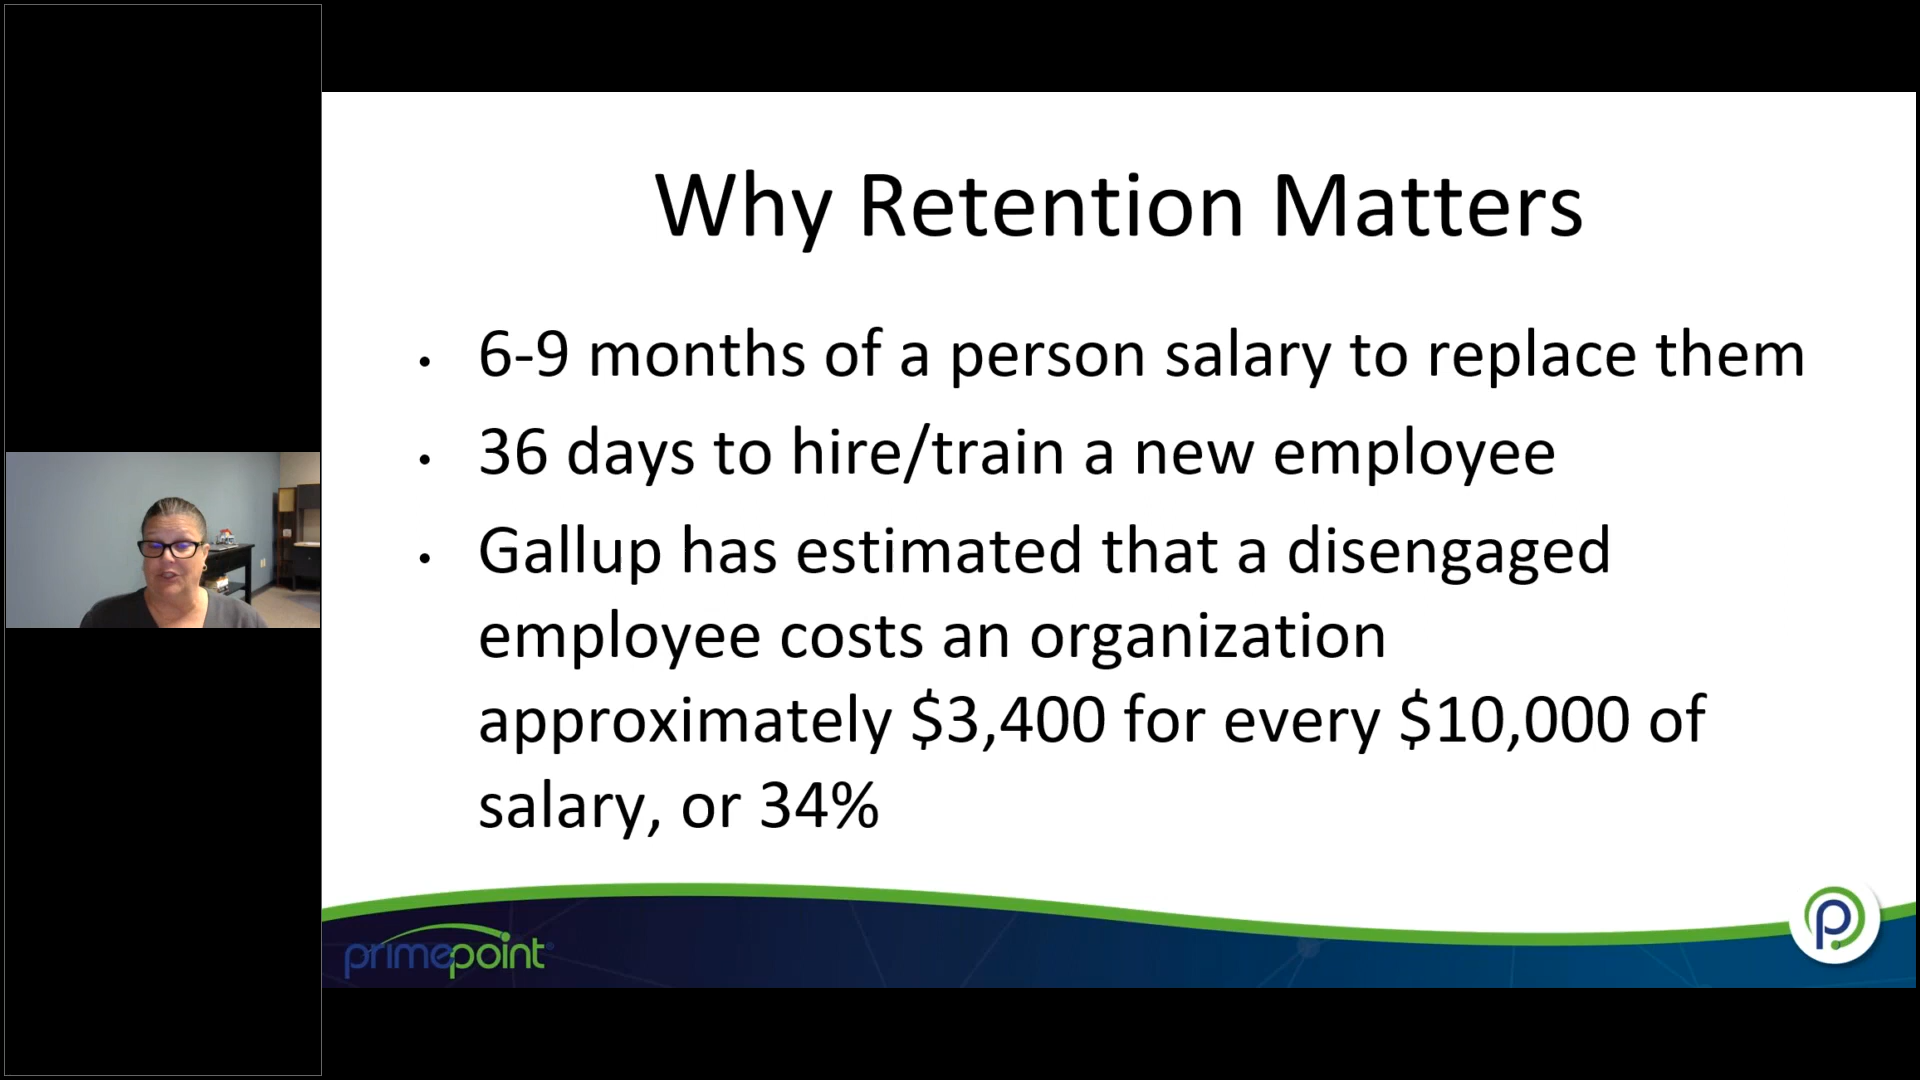 Why Retention Matters
• 6-9 months of a person salary to replace them
• 36 days to hire/train a new employee
• Gallup has estimated that a disengaged
employee costs an organization
approximately $3,400 for every $10,000 of
salary, or 34%
primepoint®
p